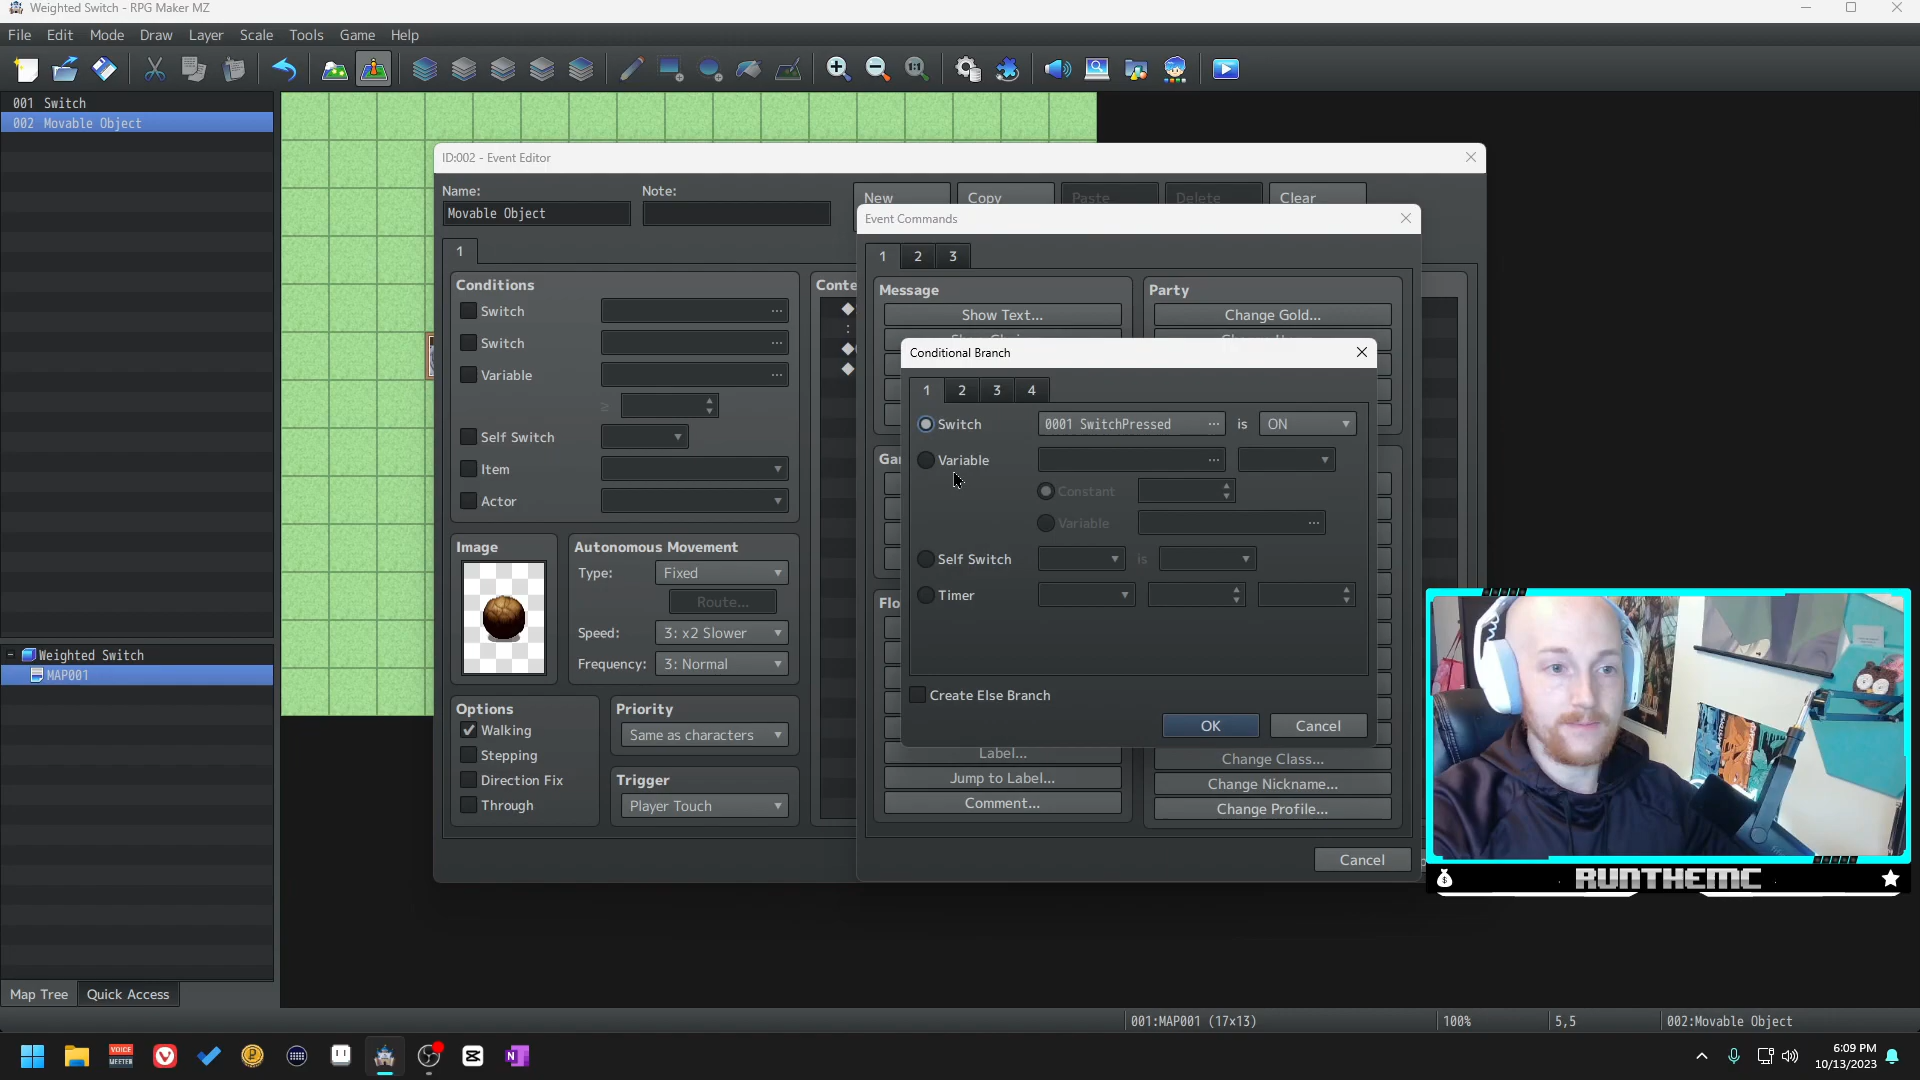 Weighted Switch - RPG Maker MZ
File Edit Mode Draw Layer Scale Tools Game Help
001 Switch
002 Movable Object
ID:002 - Event Editor
Name:
Note:
New Copy Paste Delete Clear
Movable Object
Event Commands
1
1 2 3
Conditions
Conte
Message
Party
Switch
Show Text...
Change Gold...
Switch
Conditional Branch
Variable
1 2 3 4
≥
Switch
0001 SwitchPressed
is
ON
Self Switch
Variable
Item
Constant
Actor
Variable
Image
Autonomous Movement
Self Switch
is
Type:
Fixed
Timer
Route...
Flo
Speed:
3: x2 Slower
Frequency:
3: Normal
Create Else Branch
OK
Cancel
Options
Priority
Walking
Same as characters
Stepping
Label...
Change Class...
Direction Fix
Trigger
Jump to Label...
Change Nickname...
Through
Player Touch
Comment...
Change Profile...
Cancel
Weighted Switch
MAP001
RUNTHEMC
Map Tree
Quick Access
001:MAP001 (17x13)
100%
5,5
002:Movable Object
VOICE
MEETER
6:09 PM
10/13/2023